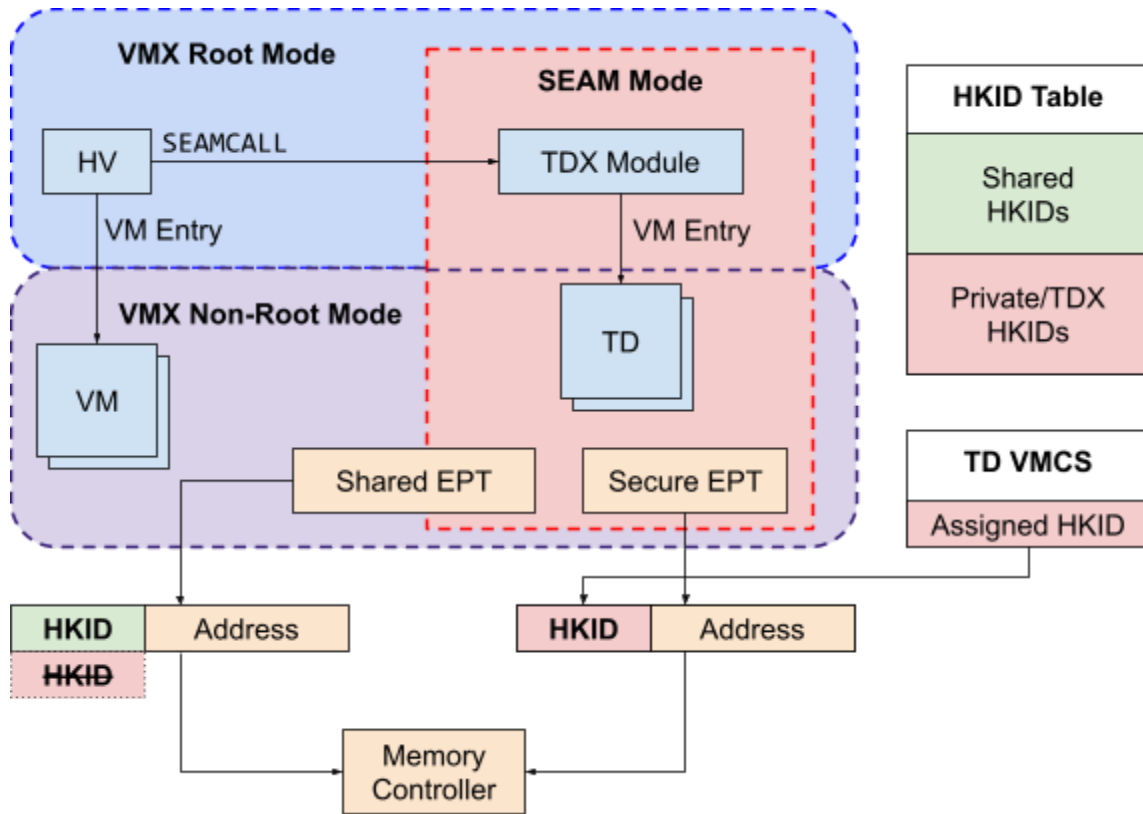 VMX Root Mode
SEAM Mode
HKID Table
HV
SEAMCALL
TDX Module
Shared
HKIDs
VM Entry
VM Entry
Private/TDX
HKIDs
VMX Non-Root Mode
TD
VM
TD VMCS
Shared EPT
Secure EPT
Assigned HKID
HKID
Address
HKID
Address
HKID
Memory
Controller